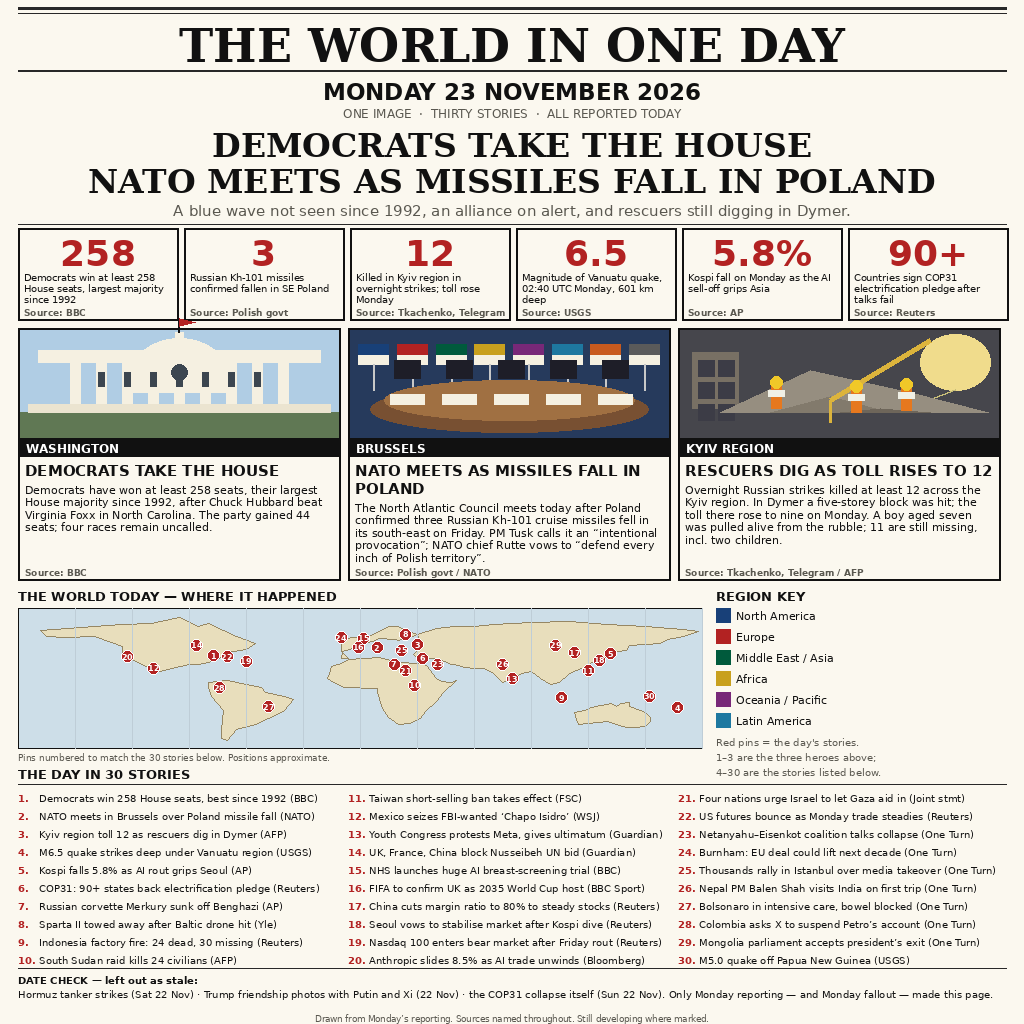 THE WORLD IN ONE DAY
MONDAY 23 NOVEMBER 2026
ONE IMAGE · THIRTY STORIES · ALL REPORTED TODAY
DEMOCRATS TAKE THE HOUSE
NATO MEETS AS MISSILES FALL IN POLAND
A blue wave not seen since 1992, an alliance on alert, and rescuers still digging in Dymer.
258
Democrats win at least 258
House seats, largest majority
since 1992
Source: BBC
3
Russian Kh-101 missiles
confirmed fallen in SE Poland
Source: Polish govt
12
Killed in Kyiv region in
overnight strikes; toll rose
Monday
Source: Tkachenko, Telegram
6.5
Magnitude of Vanuatu quake,
02:40 UTC Monday, 601 km
deep
Source: USGS
5.8%
Kospi fall on Monday as the AI
sell-off grips Asia
Source: AP
90+
Countries sign COP31
electrification pledge after
talks fail
Source: Reuters
WASHINGTON
DEMOCRATS TAKE THE HOUSE
Democrats have won at least 258 seats, their largest
House majority since 1992, after Chuck Hubbard beat
Virginia Foxx in North Carolina. The party gained 44
seats; four races remain uncalled.
Source: BBC
BRUSSELS
NATO MEETS AS MISSILES FALL IN
POLAND
The North Atlantic Council meets today after Poland
confirmed three Russian Kh-101 cruise missiles fell in
its south-east on Friday. PM Tusk calls it an “intentional
provocation”; NATO chief Rutte vows to “defend every
inch of Polish territory”.
Source: Polish govt / NATO
KYIV REGION
RESCUERS DIG AS TOLL RISES TO 12
Overnight Russian strikes killed at least 12 across the
Kyiv region. In Dymer a five-storey block was hit; the
toll there rose to nine on Monday. A boy aged seven
was pulled alive from the rubble; 11 are still missing,
incl. two children.
Source: Tkachenko, Telegram / AFP
THE WORLD TODAY — WHERE IT HAPPENED
20
12
14
1
22
19
28
27
24
15
16
2
8
25
3
6
23
7
21
10
26
13
29
17
18
5
11
9
30
4
Pins numbered to match the 30 stories below. Positions approximate.
REGION KEY
North America
Europe
Middle East / Asia
Africa
Oceania / Pacific
Latin America
Red pins = the day's stories.
1–3 are the three heroes above;
4–30 are the stories listed below.
THE DAY IN 30 STORIES
1. Democrats win 258 House seats, best since 1992 (BBC)
2. NATO meets in Brussels over Poland missile fall (NATO)
3. Kyiv region toll 12 as rescuers dig in Dymer (AFP)
4. M6.5 quake strikes deep under Vanuatu region (USGS)
5. Kospi falls 5.8% as AI rout grips Seoul (AP)
6. COP31: 90+ states back electrification pledge (Reuters)
7. Russian corvette Merkury sunk off Benghazi (AP)
8. Sparta II towed away after Baltic drone hit (Yle)
9. Indonesia factory fire: 24 dead, 30 missing (Reuters)
10. South Sudan raid kills 24 civilians (AFP)
11. Taiwan short-selling ban takes effect (FSC)
12. Mexico seizes FBI-wanted ‘Chapo Isidro’ (WSJ)
13. Youth Congress protests Meta, gives ultimatum (Guardian)
14. UK, France, China block Nusseibeh UN bid (Guardian)
15. NHS launches huge AI breast-screening trial (BBC)
16. FIFA to confirm UK as 2035 World Cup host (BBC Sport)
17. China cuts margin ratio to 80% to steady stocks (Reuters)
18. Seoul vows to stabilise market after Kospi dive (Reuters)
19. Nasdaq 100 enters bear market after Friday rout (Reuters)
20. Anthropic slides 8.5% as AI trade unwinds (Bloomberg)
21. Four nations urge Israel to let Gaza aid in (Joint stmt)
22. US futures bounce as Monday trade steadies (Reuters)
23. Netanyahu–Eisenkot coalition talks collapse (One Turn)
24. Burnham: EU deal could lift next decade (One Turn)
25. Thousands rally in Istanbul over media takeover (One Turn)
26. Nepal PM Balen Shah visits India on first trip (One Turn)
27. Bolsonaro in intensive care, bowel blocked (One Turn)
28. Colombia asks X to suspend Petro’s account (One Turn)
29. Mongolia parliament accepts president’s exit (One Turn)
30. M5.0 quake off Papua New Guinea (USGS)
DATE CHECK — left out as stale:
Hormuz tanker strikes (Sat 22 Nov) · Trump friendship photos with Putin and Xi (22 Nov) · the COP31 collapse itself (Sun 22 Nov). Only Monday reporting — and Monday fallout — made this page.
Drawn from Monday’s reporting. Sources named throughout. Still developing where marked.